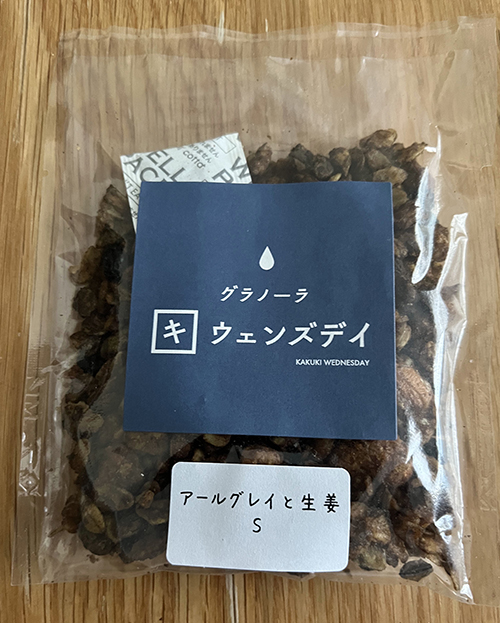 cotta
グラノーラ
キ ウェンズデイ
KAKUKI WEDNESDAY
アールグレイと生姜
S